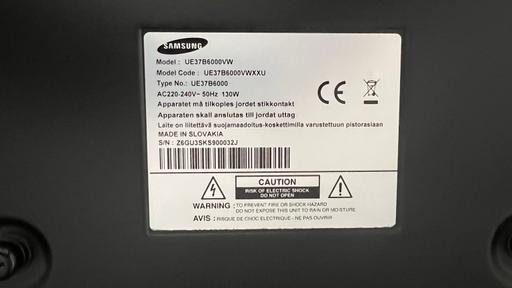 SAMSUNG
Model : UE37B6000VW
Model Code : UE37B6000VWXXU
Type No.: UE37B6000
AC220-240V~ 50Hz 130W
Apparatet må tilkoples jordet stikkontakt
Apparaten skall anslutas till jordat uttag
Laite on liitettävä suojamaadoitus-koskettimilla varustettuun pistorasiaan
MADE IN SLOVAKIA
S/N : Z6GU3SKS900032J
CE
CAUTION
RISK OF ELECTRIC SHOCK
DO NOT OPEN
WARNING : TO PREVENT FIRE OR SHOCK HAZARD
DO NOT EXPOSE THIS UNIT TO RAIN OR MOISTURE
AVIS : RISQUE DE CHOC ELECTRIQUE - NE PAS OUVRIR